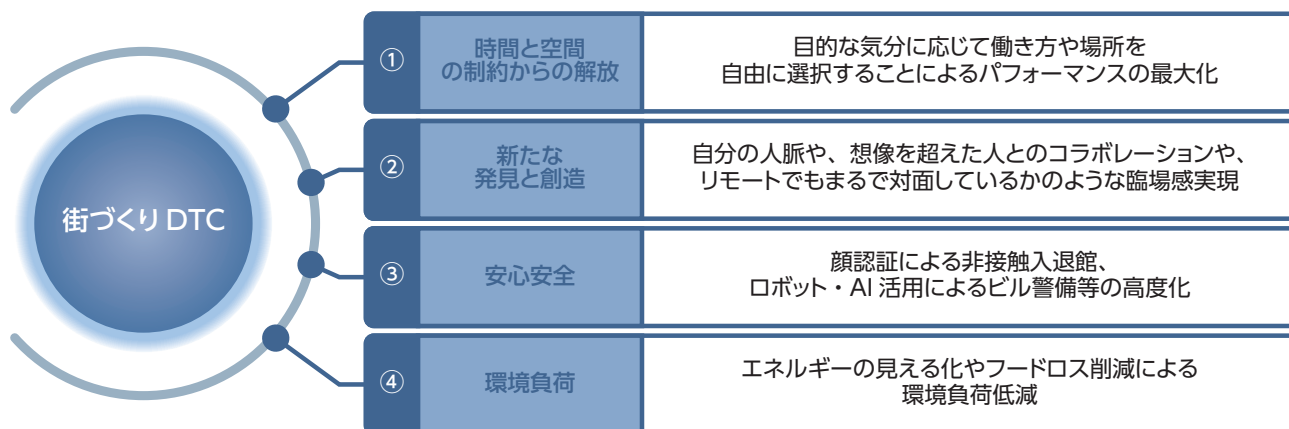 街づくり DTC
①
時間と空間
の制約からの解放
目的な気分に応じて働き方や場所を
自由に選択することによるパフォーマンスの最大化
②
新たな
発見と創造
自分の人脈や、想像を超えた人とのコラボレーションや、
リモートでもまるで対面しているかのような臨場感実現
③
安心安全
顔認証による非接触入退館、
ロボット・AI 活用によるビル警備等の高度化
④
環境負荷
エネルギーの見える化やフードロス削減による
環境負荷低減